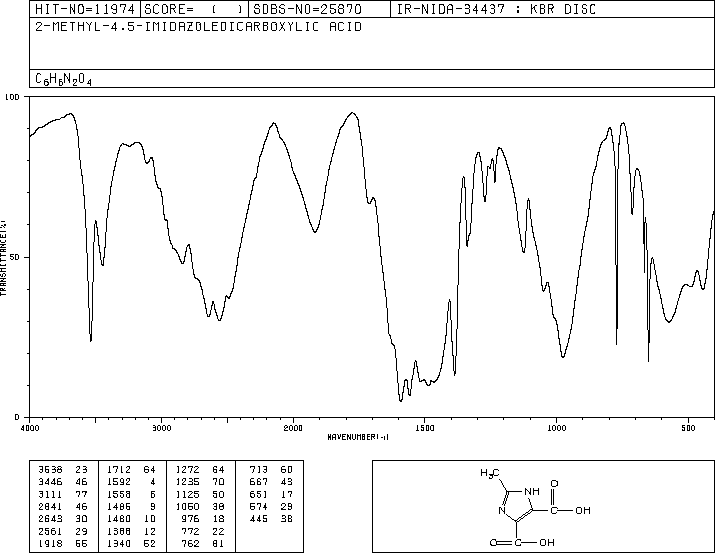 HIT-NO=11974 SCORE= ( ) SDBS-NO=25870 IR-NIDA-34437 : KBR DISC
2-METHYL-4,5-IMIDAZOLEDICARBOXYLIC ACID
C6H6N2O4
100
50
0
TRANSMITTANCE(%)
4000 3000 2000 1500 1000 500
WAVENUMBER(-1)
3538 23 1712 64 1272 64 713 60
3446 46 1592 4 1235 70 667 43
3111 77 1558 6 1125 50 651 17
2841 46 1486 9 1050 38 574 29
2643 30 1460 10 976 18 445 38
2561 29 1388 12 772 22
1918 55 1340 52 762 81
H3C
NH
N
O
OH
O
C
C
OH